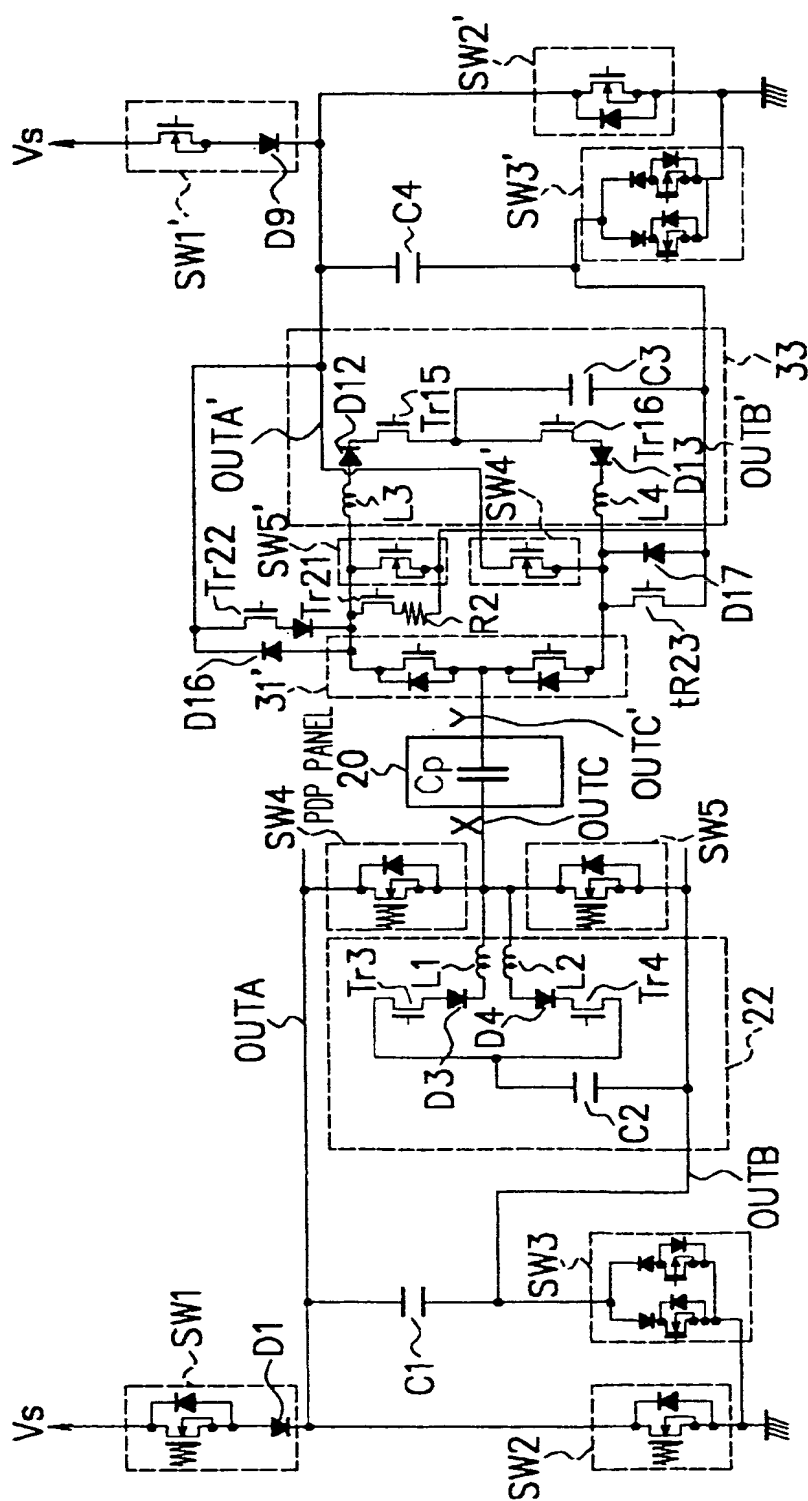 Vs
SW1
D1
SW2
C1
SW3
OUTA
OUTB
22
Tr3
D3
L1
L2
D4
Tr4
C2
SW4
SW5
PDP PANEL
20
Cp
OUTC
OUTC'
31'
D16
Tr22
Tr21
R2
SW5'
SW4'
tR23
D17
OUTA'
L3
D12
Tr15
L4
D13
Tr16
C3
OUTB'
33
C4
Vs
SW1'
D9
SW2'
SW3'